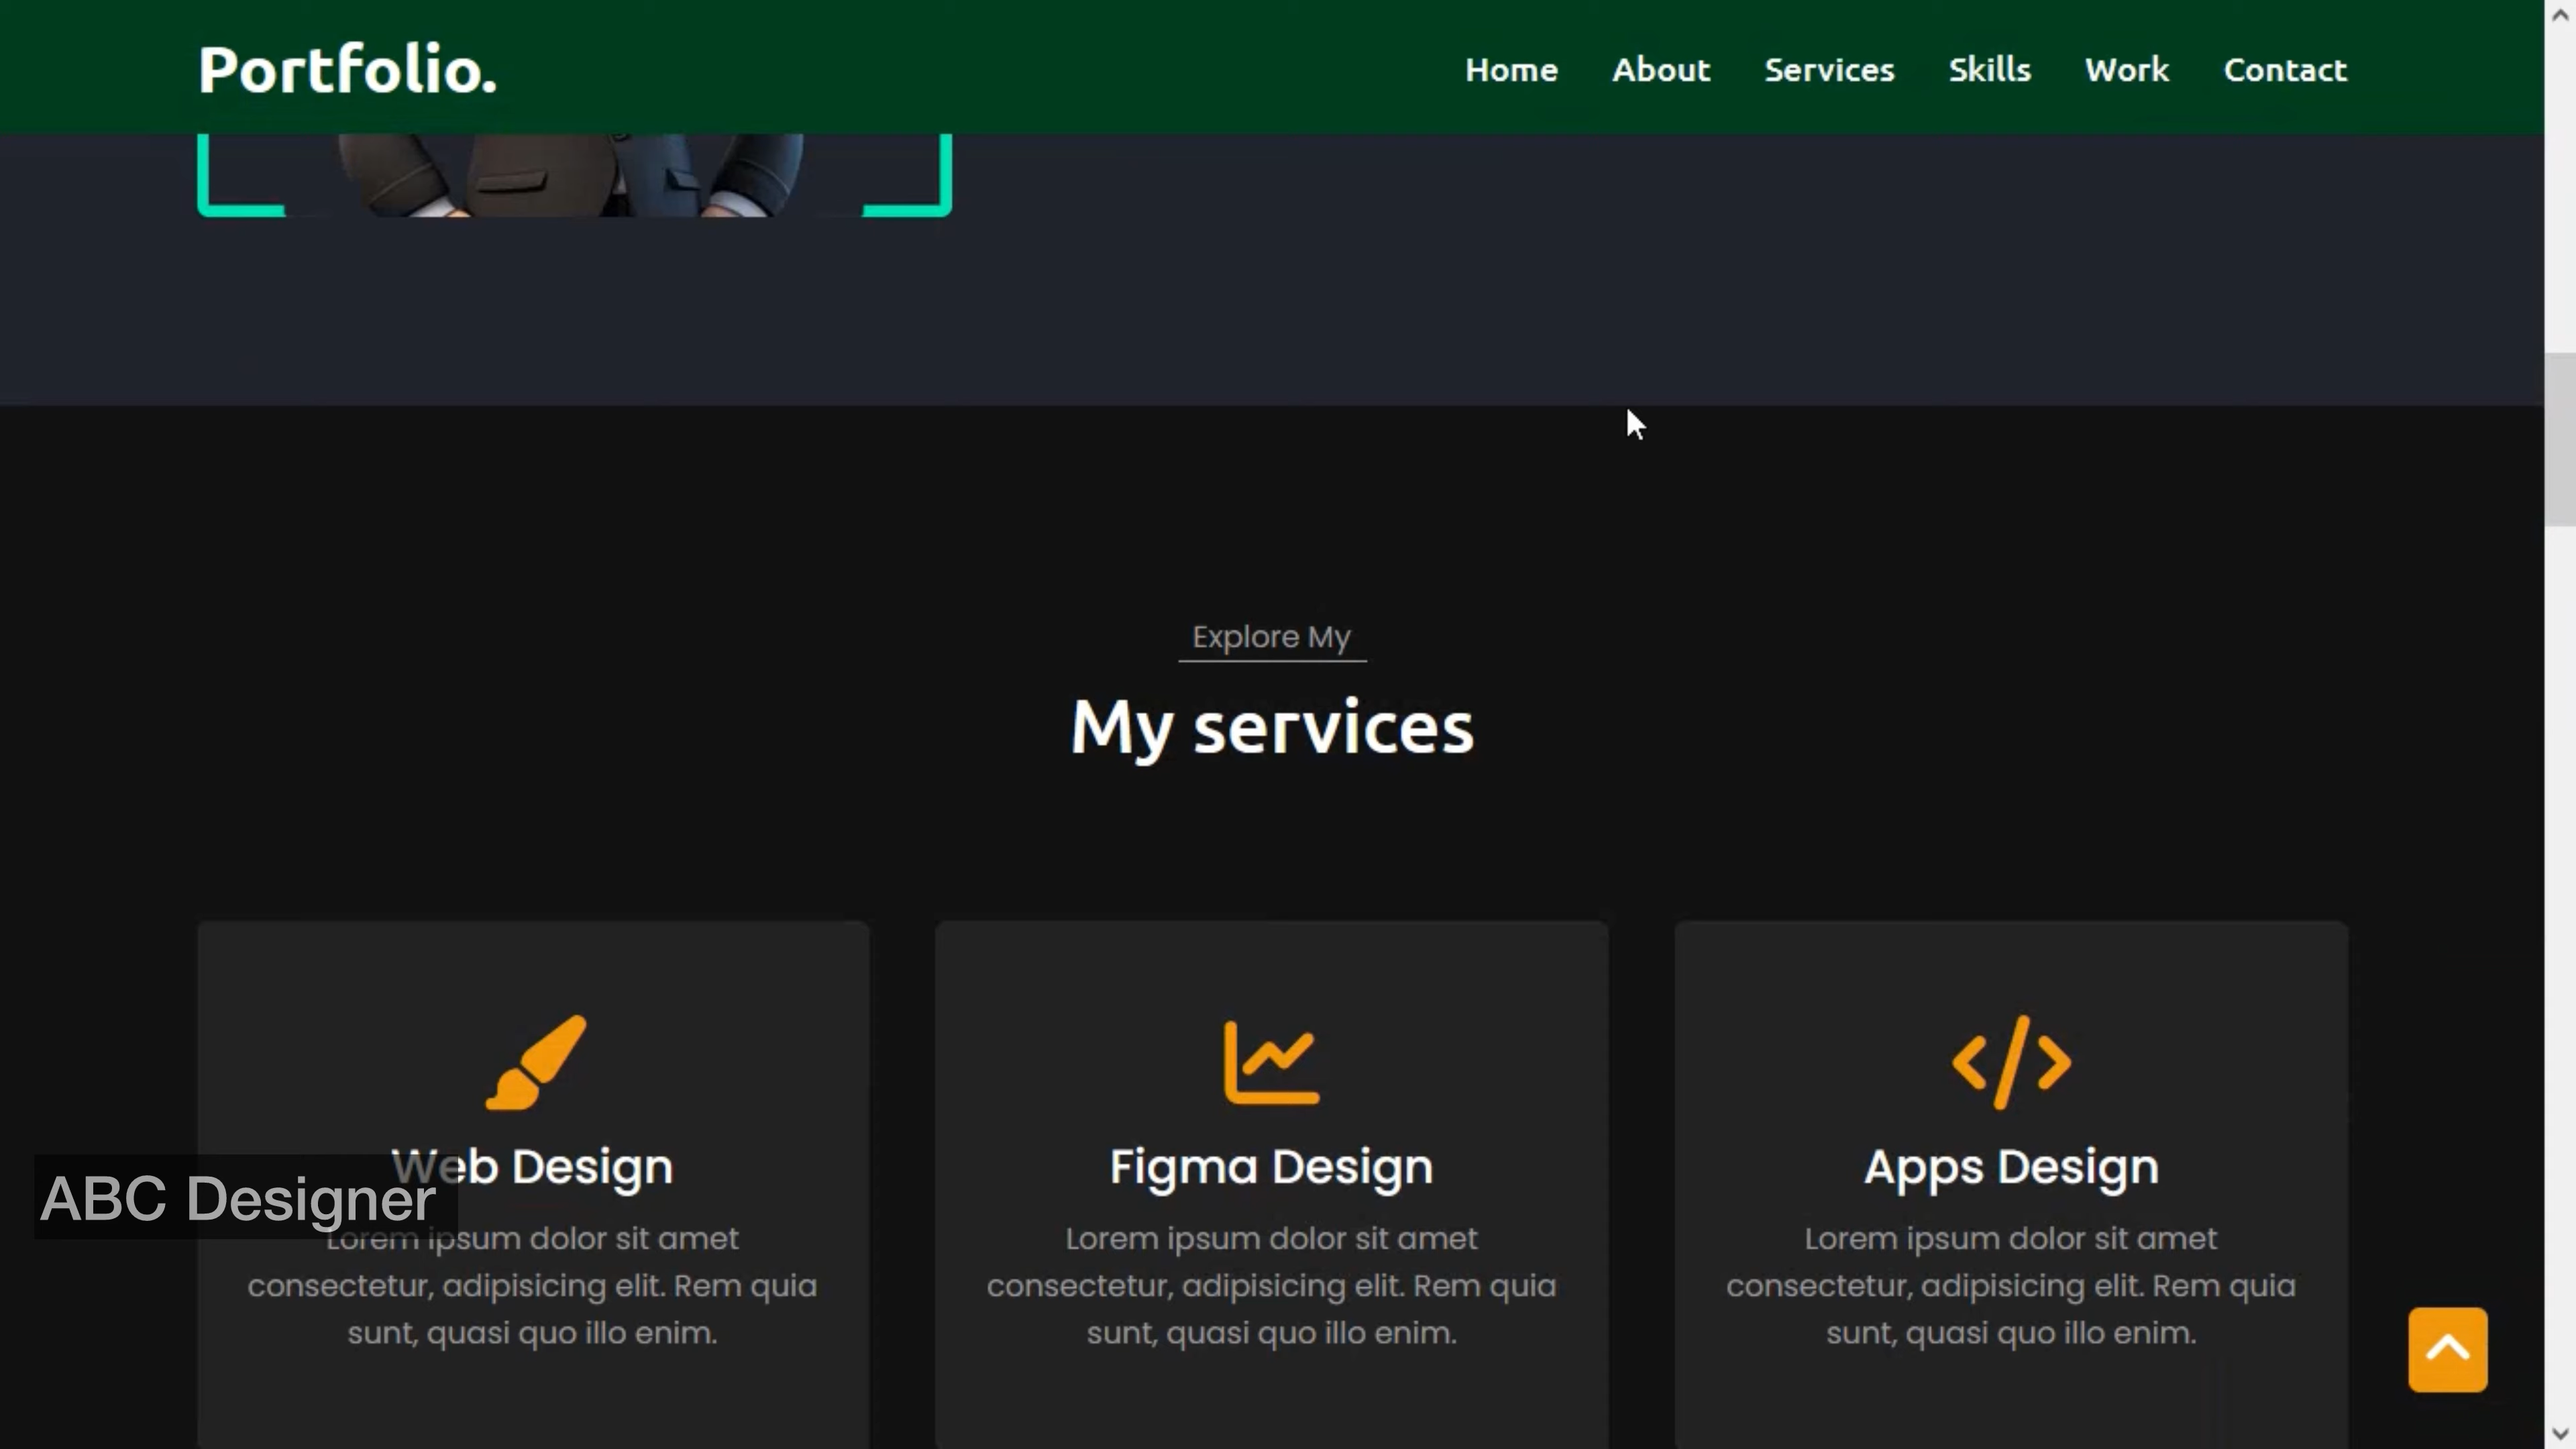 Portfolio.
Home About Services Skills Work Contact
Explore My
My services
Web Design
Lorem ipsum dolor sit amet
consectetur, adipisicing elit. Rem quia
sunt, quasi quo illo enim.
Figma Design
Lorem ipsum dolor sit amet
consectetur, adipisicing elit. Rem quia
sunt, quasi quo illo enim.
Apps Design
Lorem ipsum dolor sit amet
consectetur, adipisicing elit. Rem quia
sunt, quasi quo illo enim.
ABC Designer